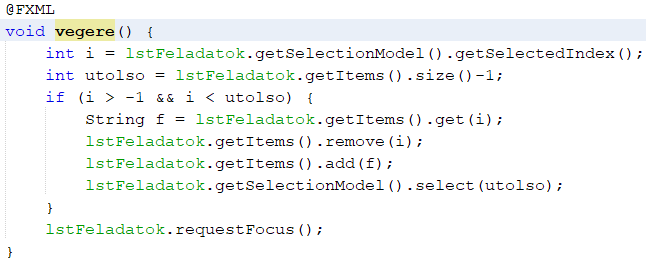 @FXML
void vegere() {
    int i = lstFeladatok.getSelectionModel().getSelectedIndex();
    int utolso = lstFeladatok.getItems().size()-1;
    if (i > -1 && i < utolso) {
        String f = lstFeladatok.getItems().get(i);
        lstFeladatok.getItems().remove(i);
        lstFeladatok.getItems().add(f);
        lstFeladatok.getSelectionModel().select(utolso);
    }
    lstFeladatok.requestFocus();
}